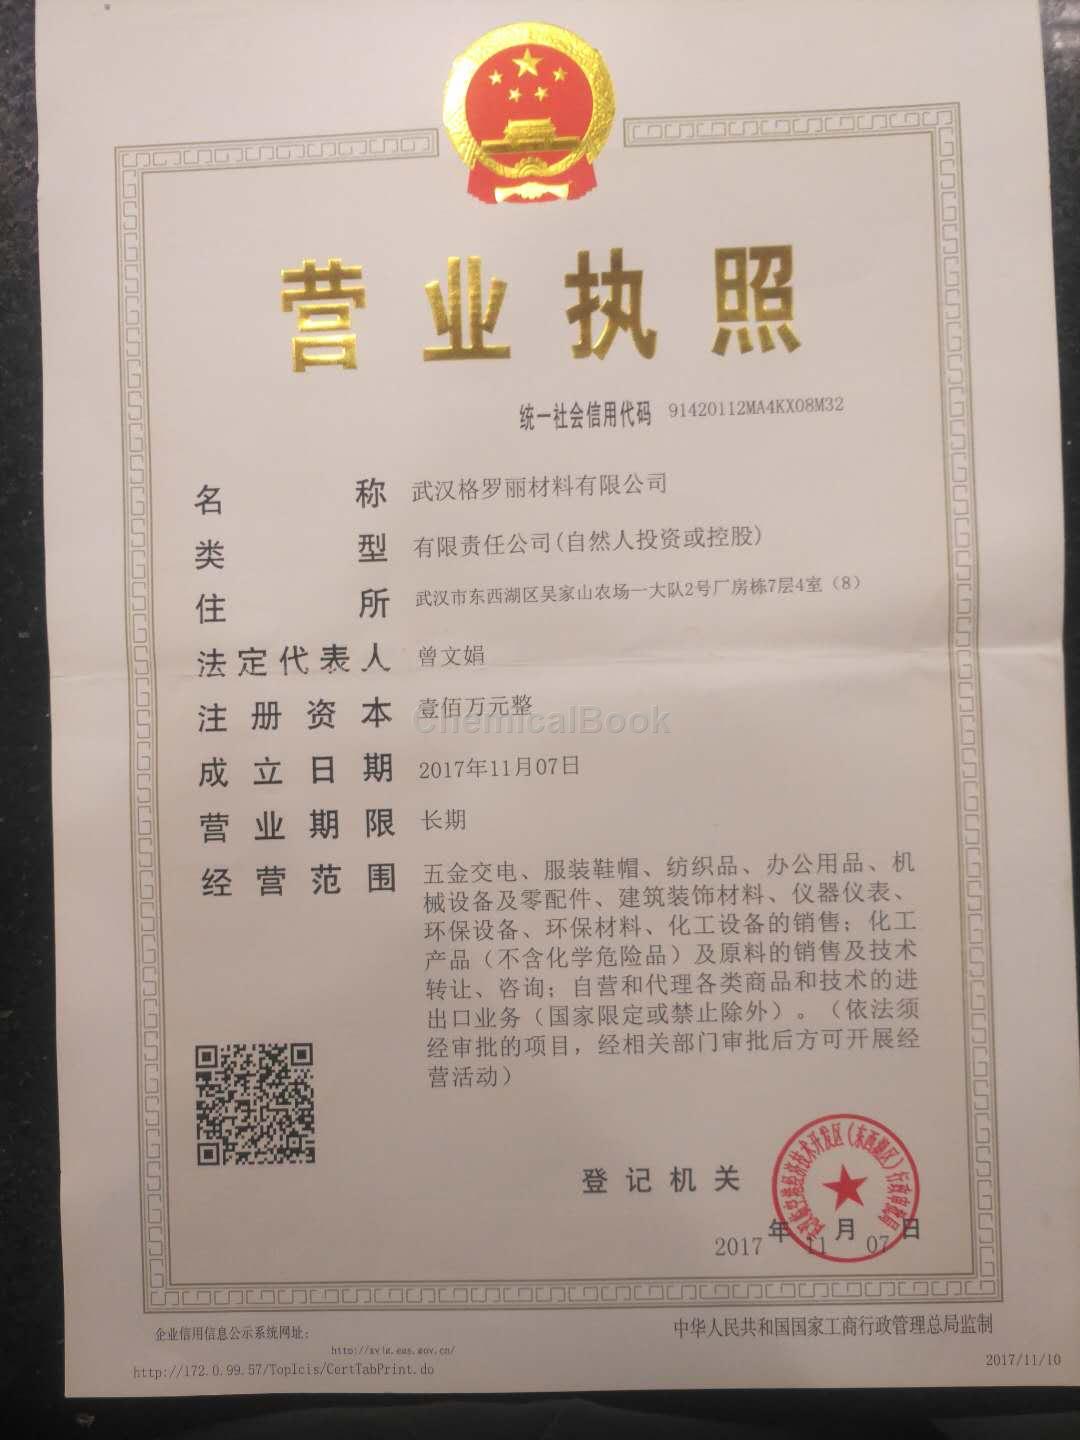 营业执照
统一社会信用代码 91420112MA4KX08M32
名称 武汉格罗丽材料有限公司
类型 有限责任公司(自然人投资或控股)
住所 武汉市东西湖区吴家山农场一大队2号厂房栋7层4室（8）
法定代表人 曾文娟
注册资本 壹佰万元整
ChemicalBook
成立日期 2017年11月07日
营业期限 长期
经营范围 五金交电、服装鞋帽、纺织品、办公用品、机
械设备及零配件、建筑装饰材料、仪器仪表、
环保设备、环保材料、化工设备的销售；化工
产品（不含化学危险品）及原料的销售及技术
转让、咨询；自营和代理各类商品和技术的进
出口业务（国家限定或禁止除外）。（依法须
经审批的项目，经相关部门审批后方可开展经
营活动）
登记机关
2017年11月07日
企业信用信息公示系统网址：
http://172.0.99.57/TopIcis/CertTabPrint.do
中华人民共和国国家工商行政管理总局监制
2017/11/10